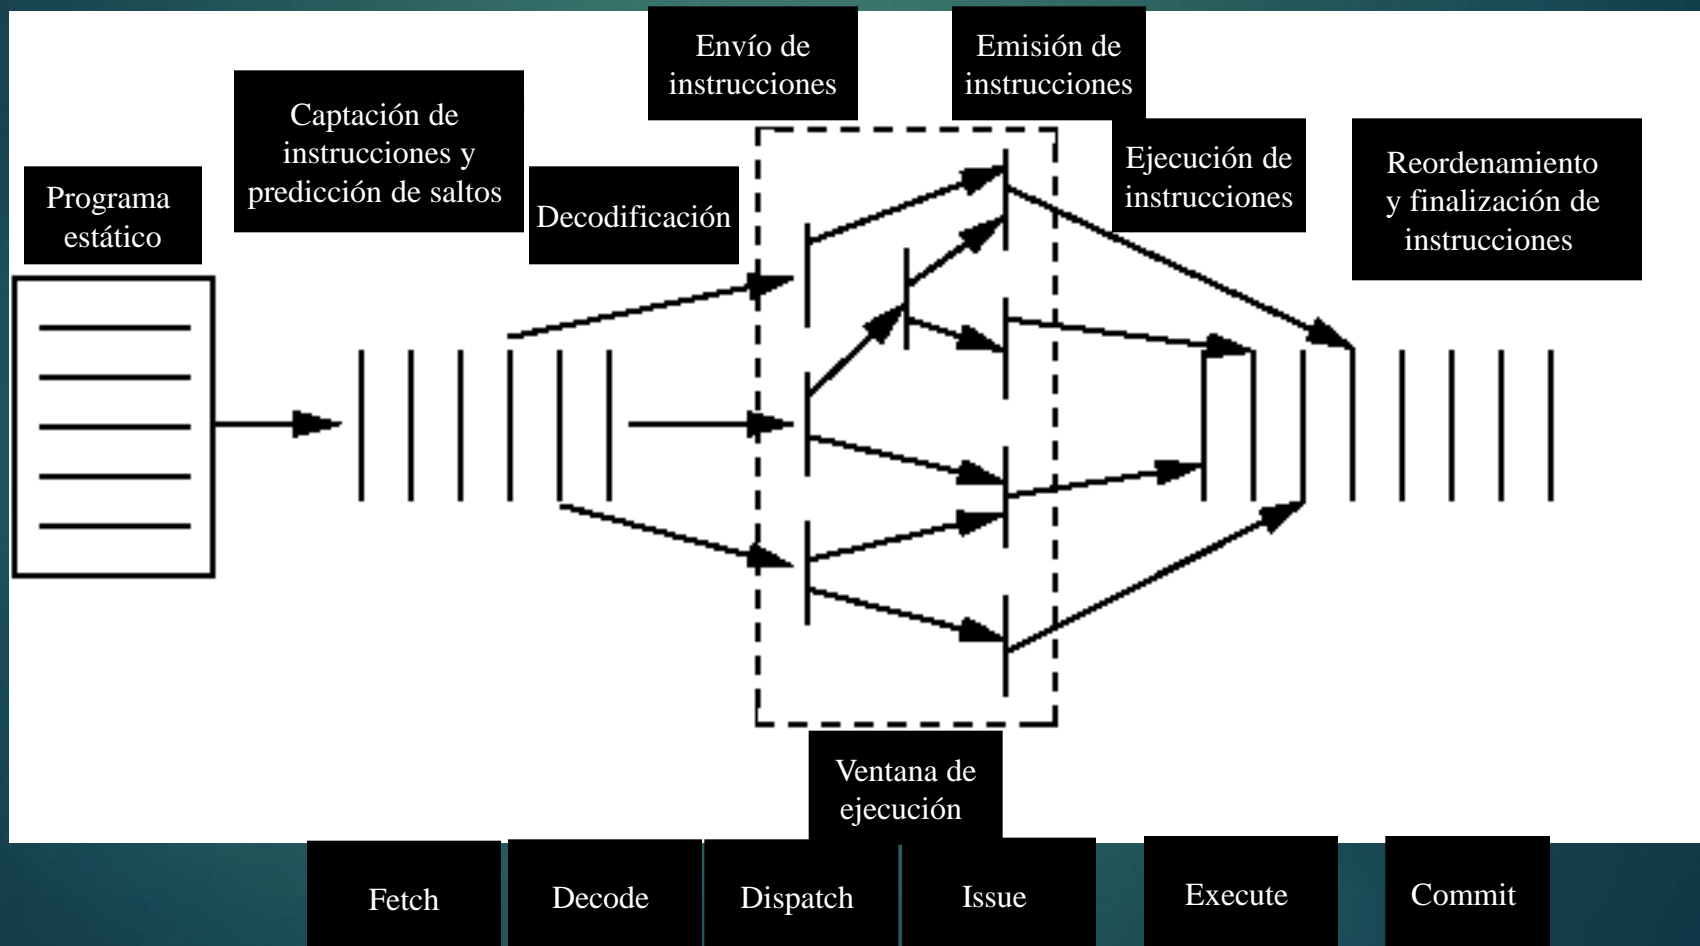 Envío de
instrucciones
Emisión de
instrucciones
Captación de
instrucciones y
predicción de saltos
Ejecución de
instrucciones
Reordenamiento
y finalización de
instrucciones
Programa
estático
Decodificación
Ventana de
ejecución
Fetch
Decode
Dispatch
Issue
Execute
Commit